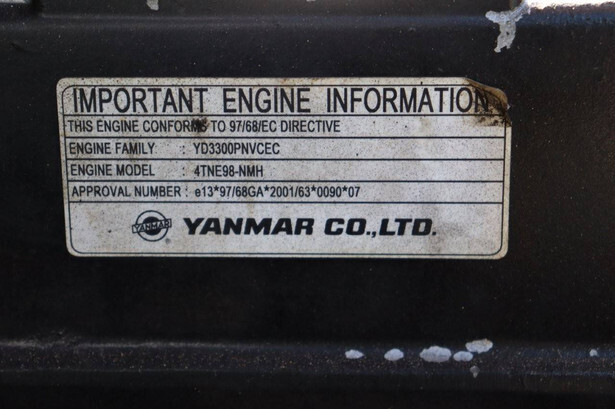 IMPORTANT ENGINE INFORMATION
THIS ENGINE CONFORMS TO 97/68/EC DIRECTIVE
ENGINE FAMILY : YD3300PNVCEC
ENGINE MODEL : 4TNE98-NMH
APPROVAL NUMBER : e13*97/68GA*2001/63*0090*07
YANMAR YANMAR CO.,LTD.